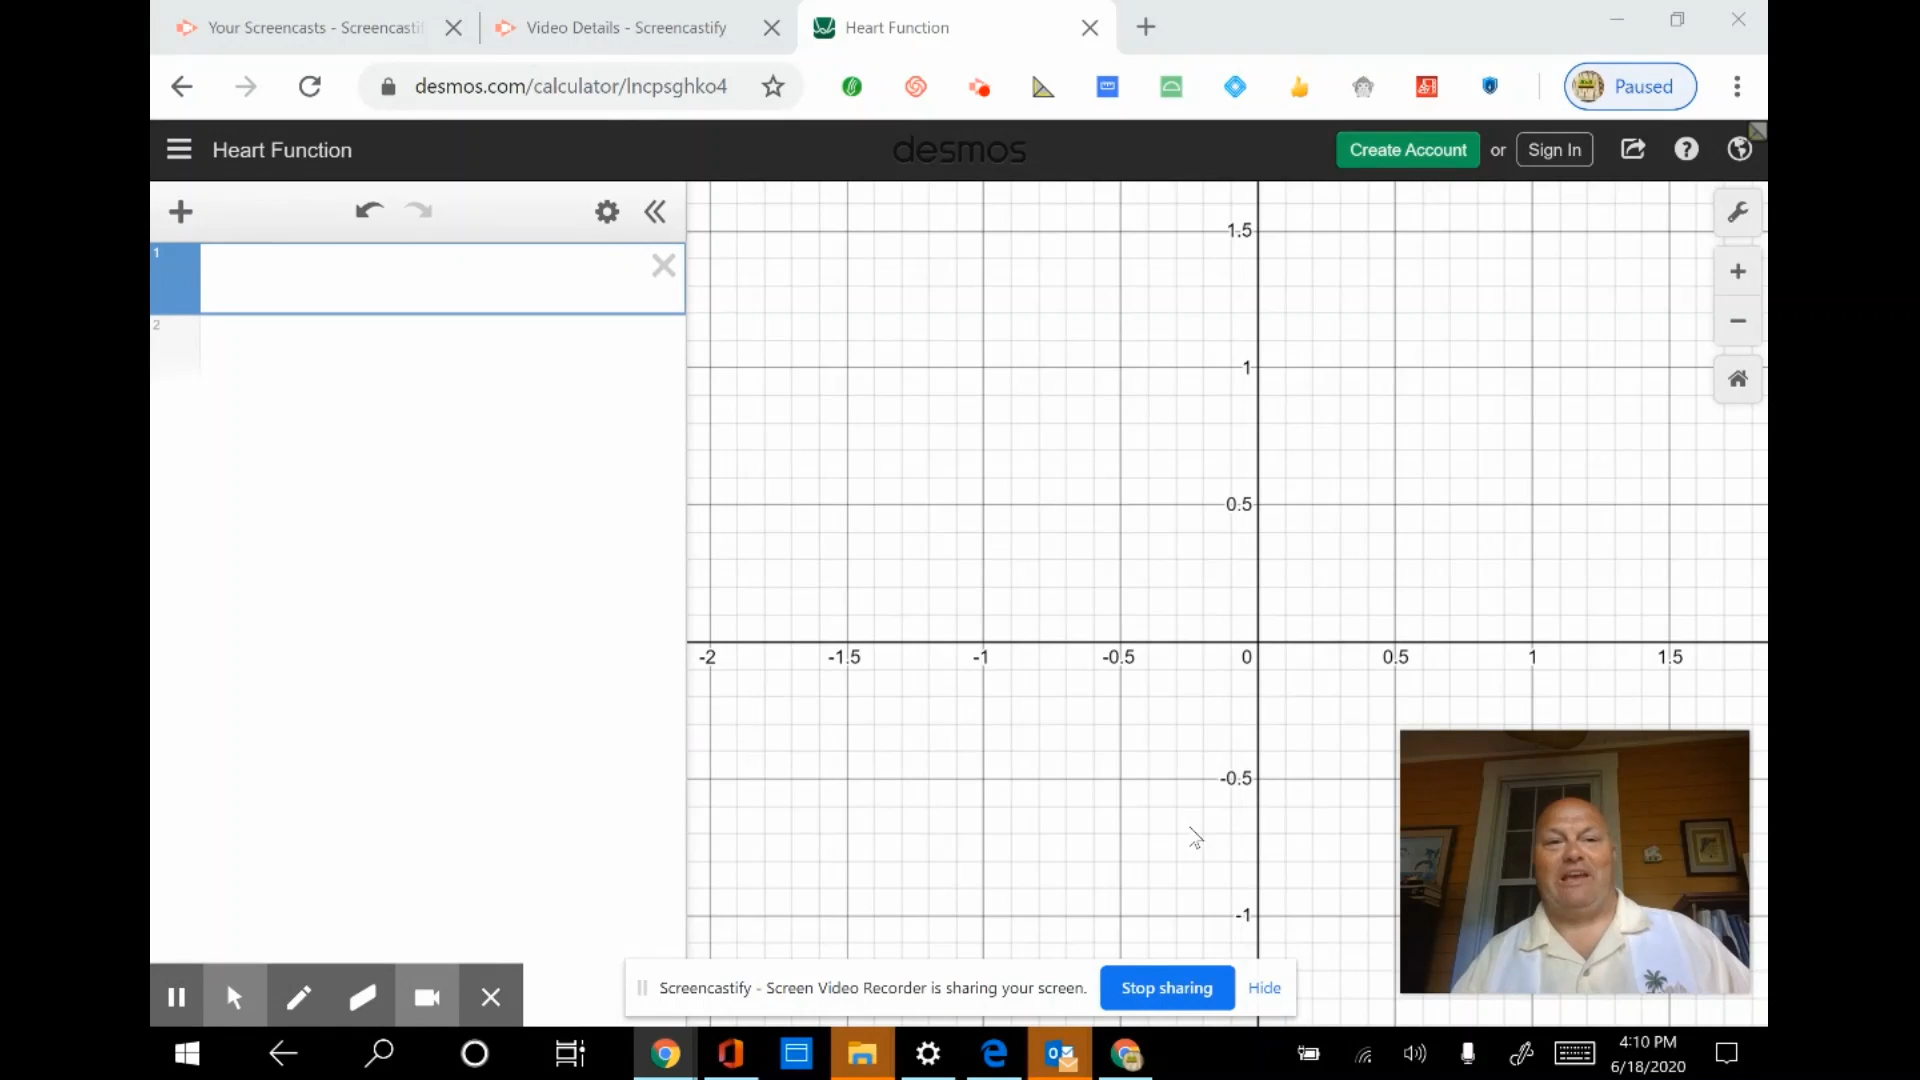 Your Screencasts - Screencasti
Video Details - Screencastify
Heart Function
desmos.com/calculator/lncpsghko4
Paused
Heart Function
desmos
Create Account or Sign In
1
2
1.5
1
0.5
-2 -1.5 -1 -0.5 0 0.5 1 1.5
-0.5
-1
Screencastify - Screen Video Recorder is sharing your screen. Stop sharing Hide
4:10 PM
6/18/2020